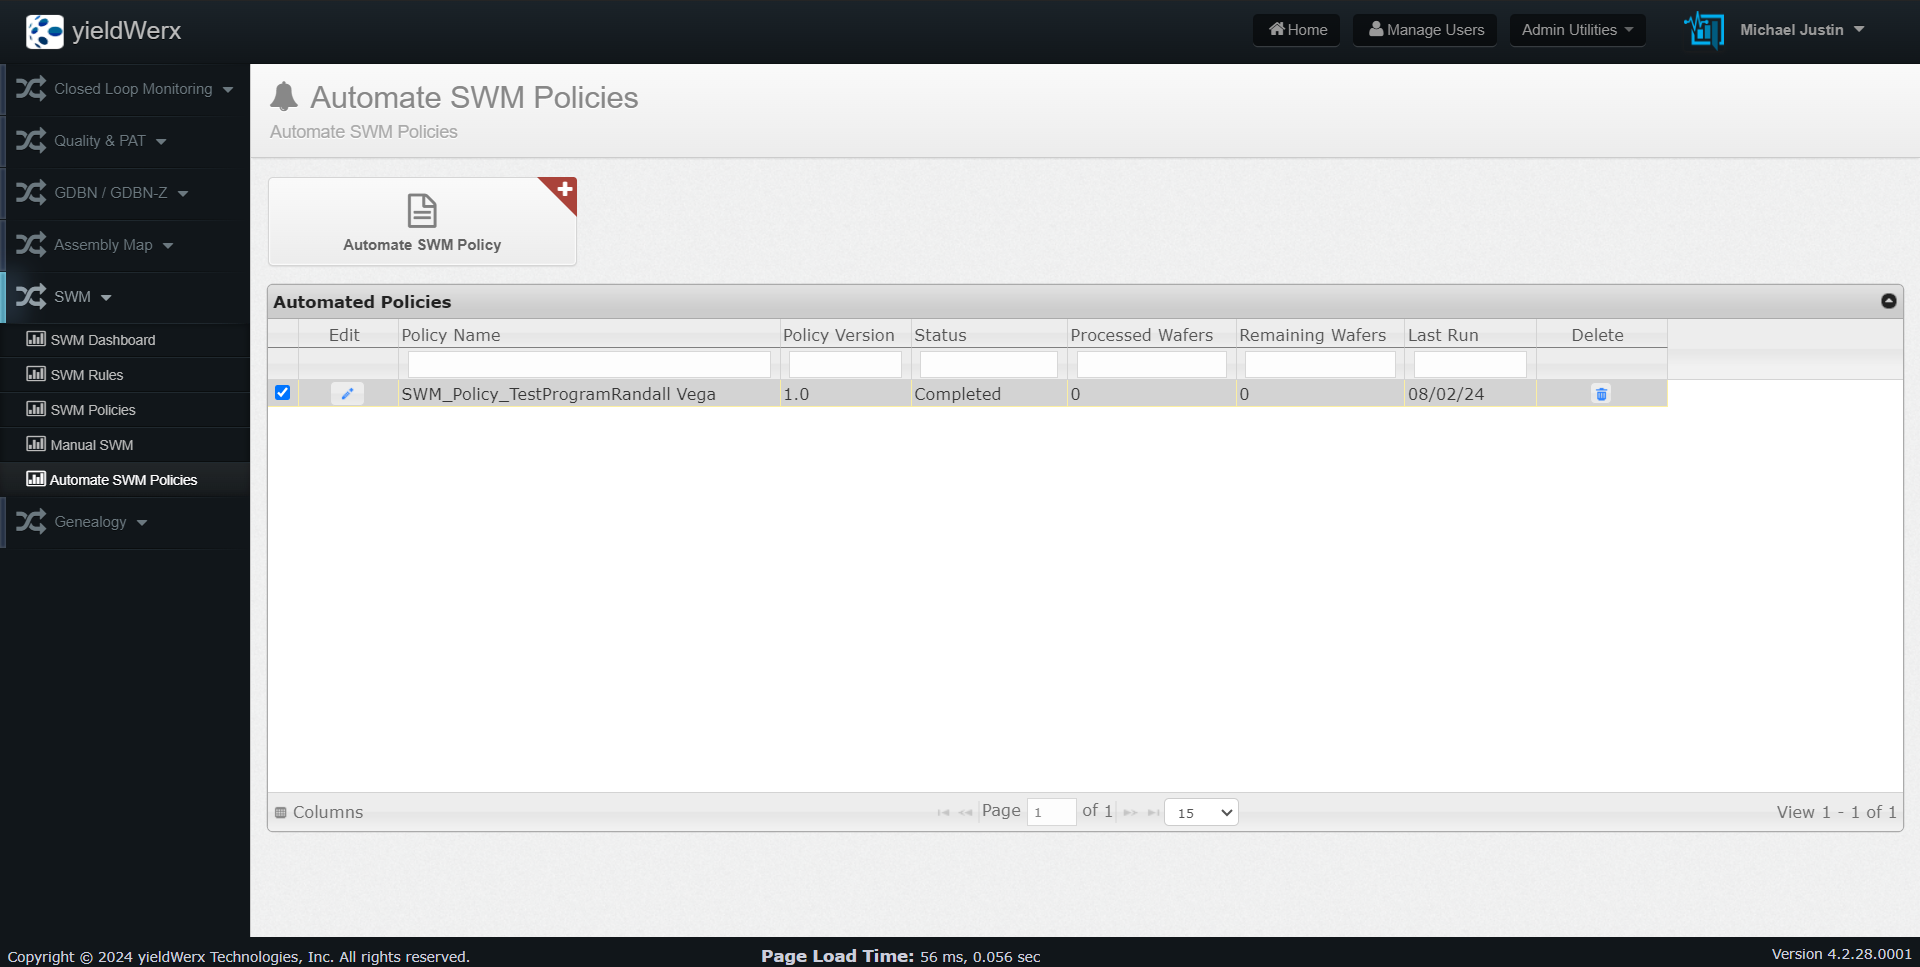 yieldWerx
Home
Manage Users
Admin Utilities
Michael Justin
Closed Loop Monitoring
Quality & PAT
GDBN / GDBN-Z
Assembly Map
SWM
SWM Dashboard
SWM Rules
SWM Policies
Manual SWM
Automate SWM Policies
Genealogy
Automate SWM Policies
Automate SWM Policies
Automate SWM Policy
Automated Policies
Edit Policy Name Policy Version Status Processed Wafers Remaining Wafers Last Run Delete
SWM_Policy_TestProgramRandall Vega 1.0 Completed 0 0 08/02/24
Columns
Page 1 of 1 15
View 1 - 1 of 1
Copyright © 2024 yieldWerx Technologies, Inc. All rights reserved.
Page Load Time: 56 ms, 0.056 sec
Version 4.2.28.0001